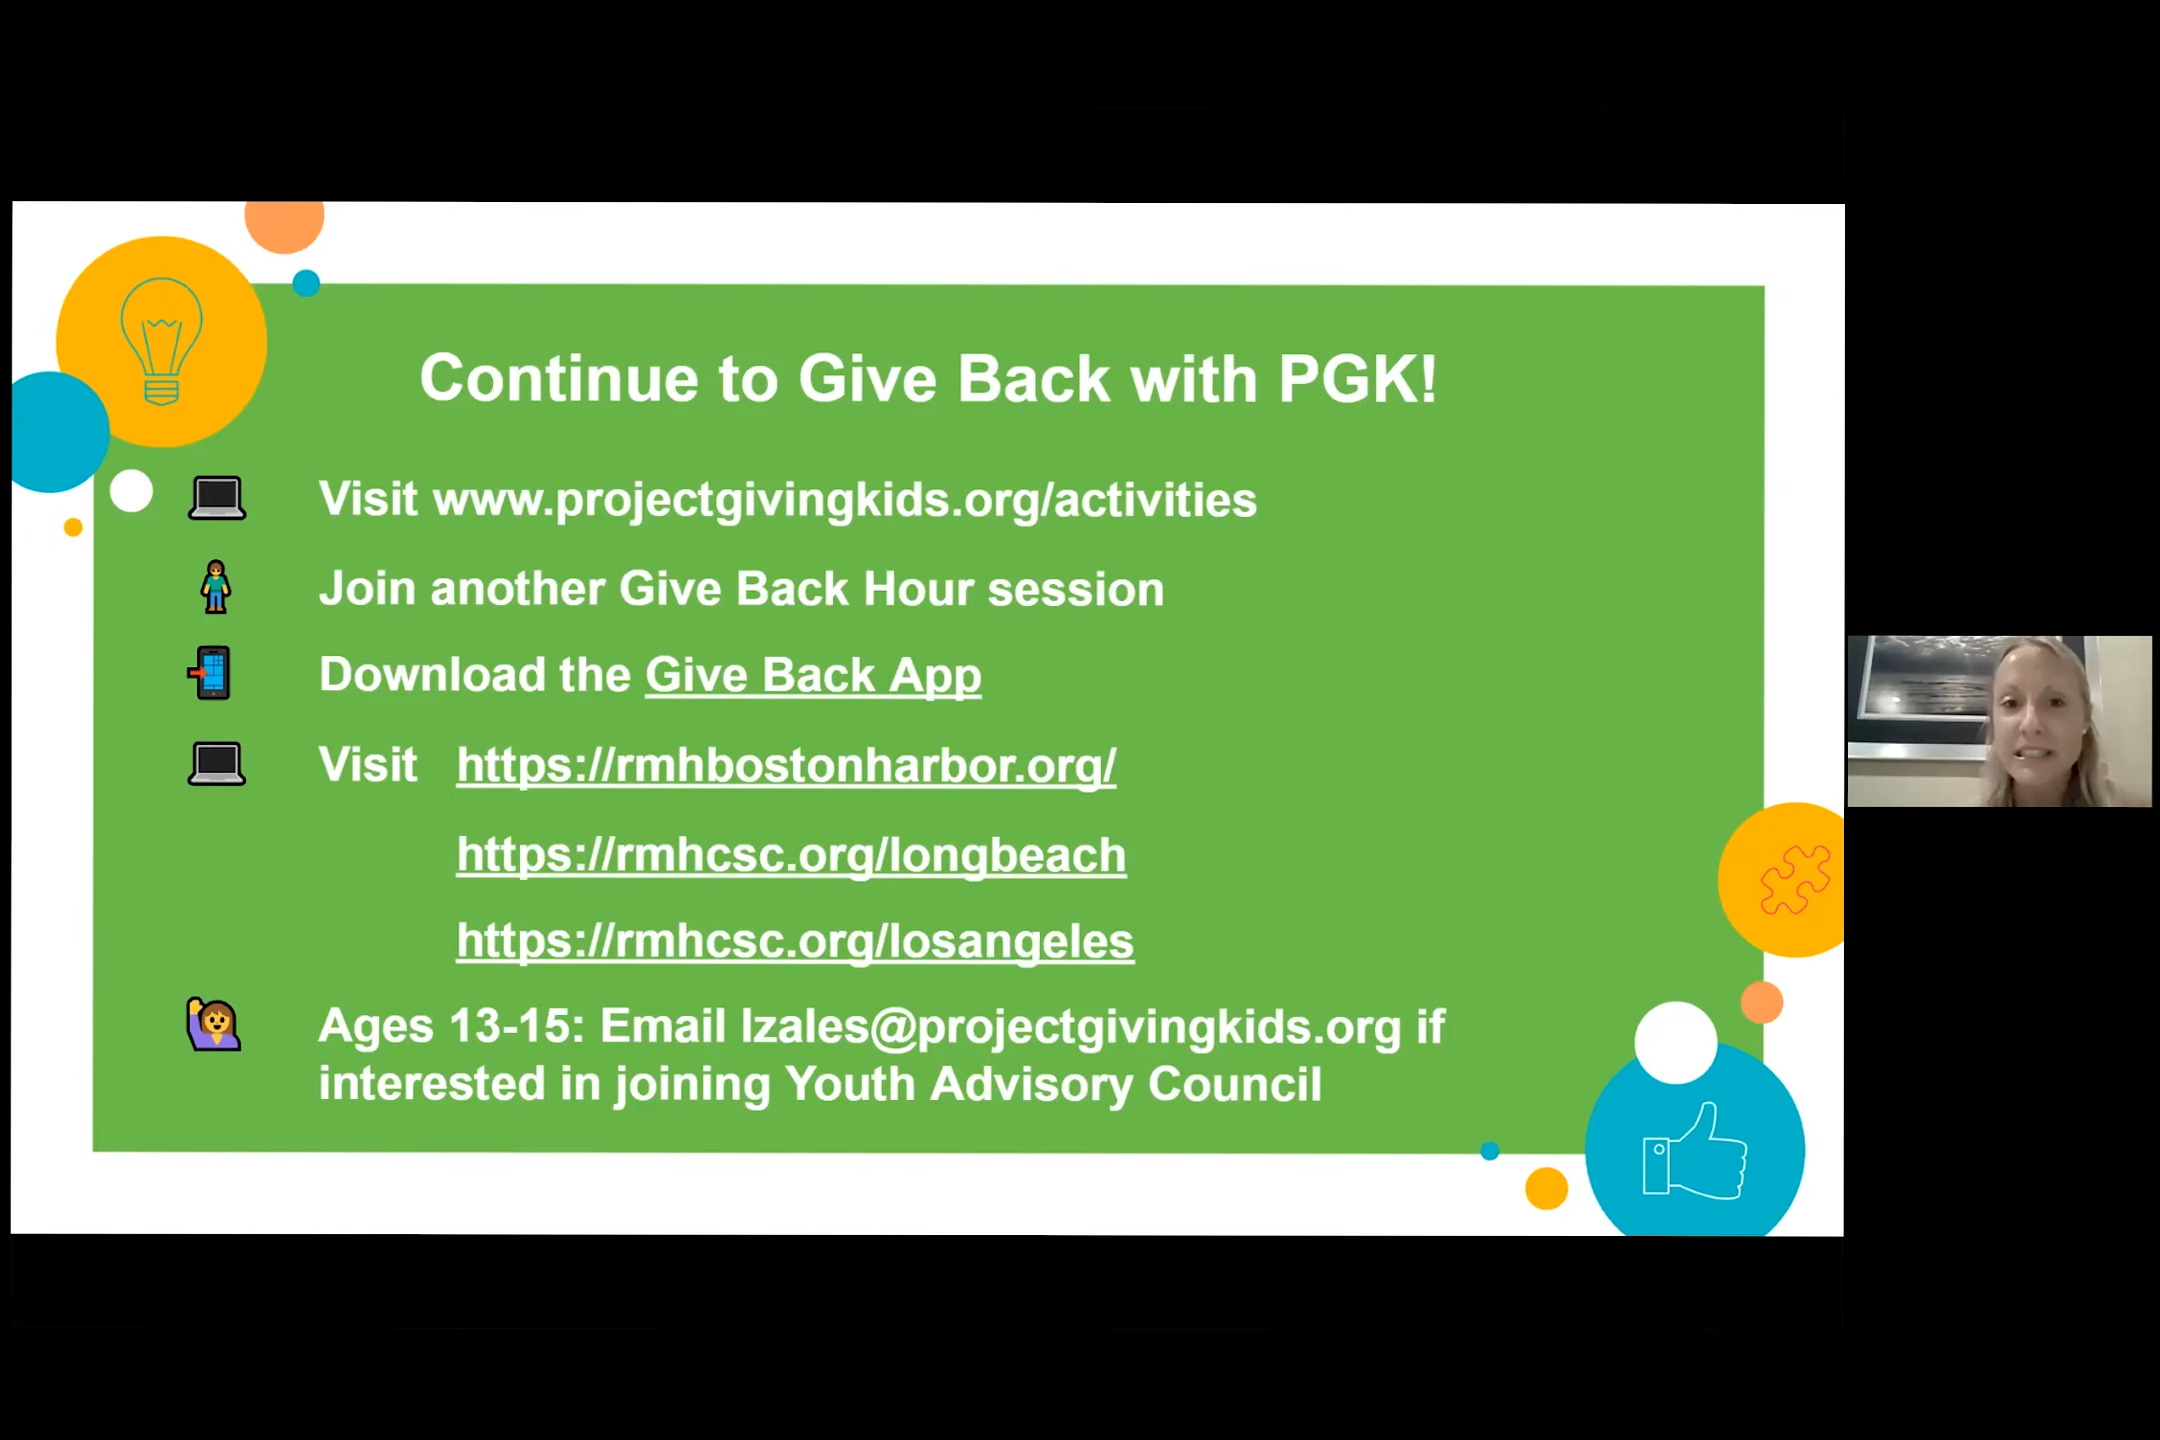 Continue to Give Back with PGK!
Visit www.projectgivingkids.org/activities
Join another Give Back Hour session
Download the Give Back App
Visit https://rmhbostonharbor.org/
https://rmhcsc.org/longbeach
https://rmhcsc.org/losangeles
Ages 13-15: Email lzales@projectgivingkids.org if
interested in joining Youth Advisory Council